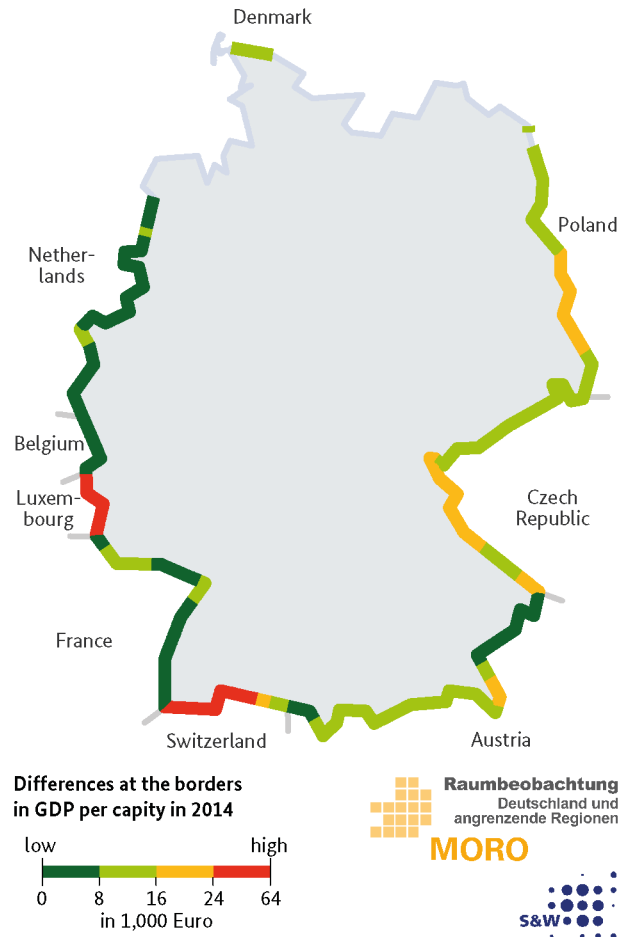 Denmark
Poland
Nether-
lands
Belgium
Luxem-
bourg
Czech
Republic
France
Switzerland
Austria
Differences at the borders
in GDP per capity in 2014
low high
0 8 16 24 64
in 1,000 Euro
Raumbeobachtung
Deutschland und
angrenzende Regionen
MORO
S&W